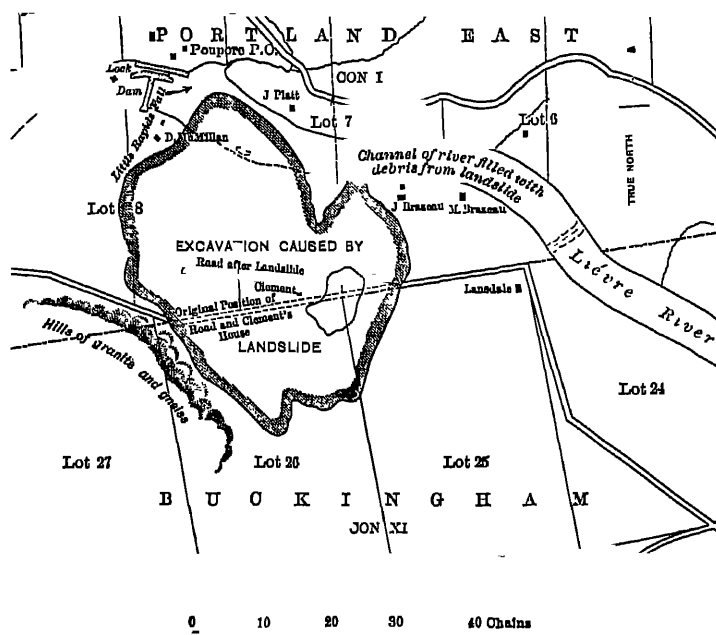 PORTLAND EAST
Poupore P.O.
CON I
Lock
Dam
J Platt
Lot 7
Lot 6
Little Rapids Fall
D. McMillan
Channel of river filled with
debris from landslide
TRUE NORTH
J Brazeau
M. Brazeau
Lot 8
EXCAVATION CAUSED BY
Road after Landslide
Clement
Lansdale
Lièvre River
Original Position of
Road and Clement's
House
LANDSLIDE
Hills of granite and gneiss
Lot 24
Lot 27
Lot 26
Lot 25
BUCKINGHAM
JON XI
0 10 20 30 40 Chains